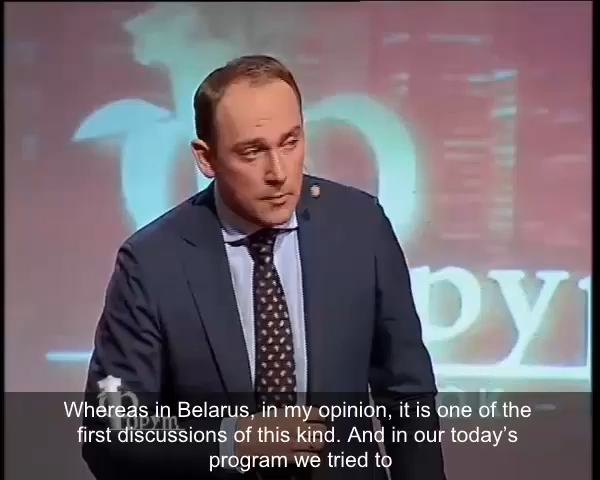 ру
Whereas in Belarus, in my opinion, it is one of the
first discussions of this kind. And in our today's
program we tried to